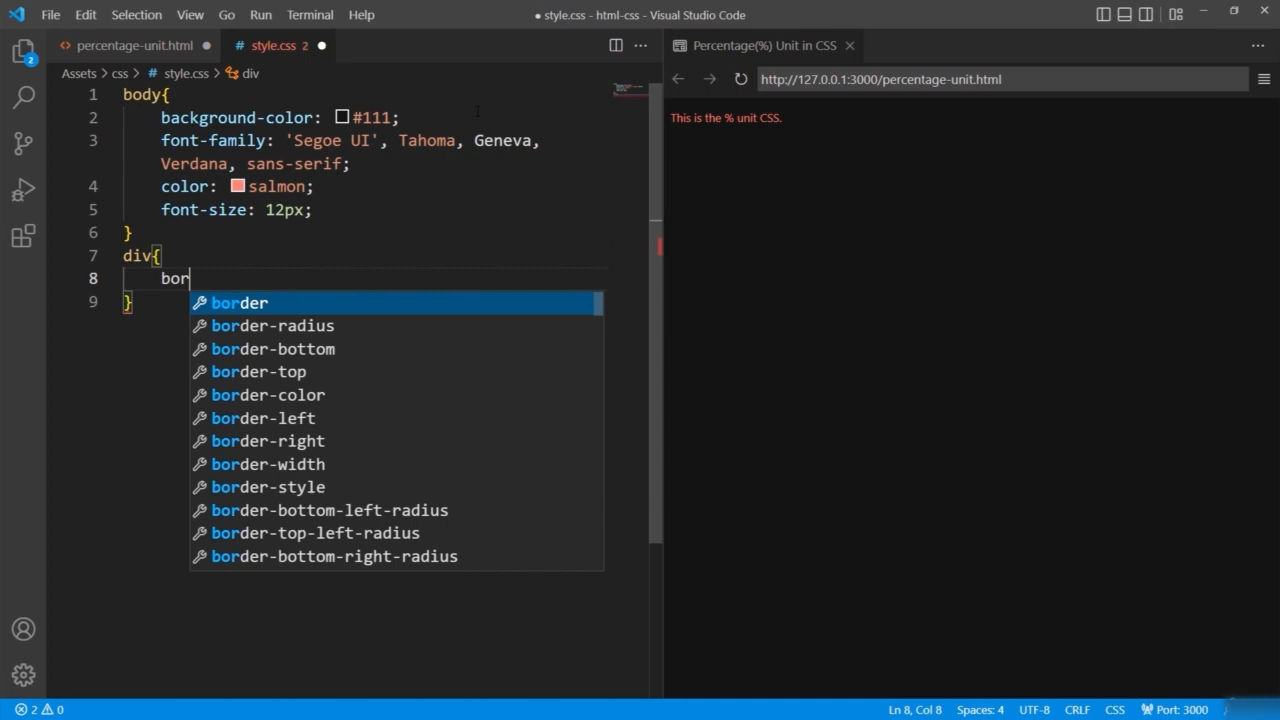 File Edit Selection View Go Run Terminal Help
● style.css - html-css - Visual Studio Code
2
<> percentage-unit.html ●
# style.css 2 ●
Percentage(%) Unit in CSS
Assets > css > # style.css > div
http://127.0.0.1:3000/percentage-unit.html
1 body{
2 background-color: #111;
3 font-family: 'Segoe UI', Tahoma, Geneva,
Verdana, sans-serif;
4 color: salmon;
5 font-size: 12px;
6 }
7 div{
8 bor
9 }
border
border-radius
border-bottom
border-top
border-color
border-left
border-right
border-width
border-style
border-bottom-left-radius
border-top-left-radius
border-bottom-right-radius
This is the % unit CSS.
2 0
Ln 8, Col 8 Spaces: 4 UTF-8 CRLF CSS Port: 3000